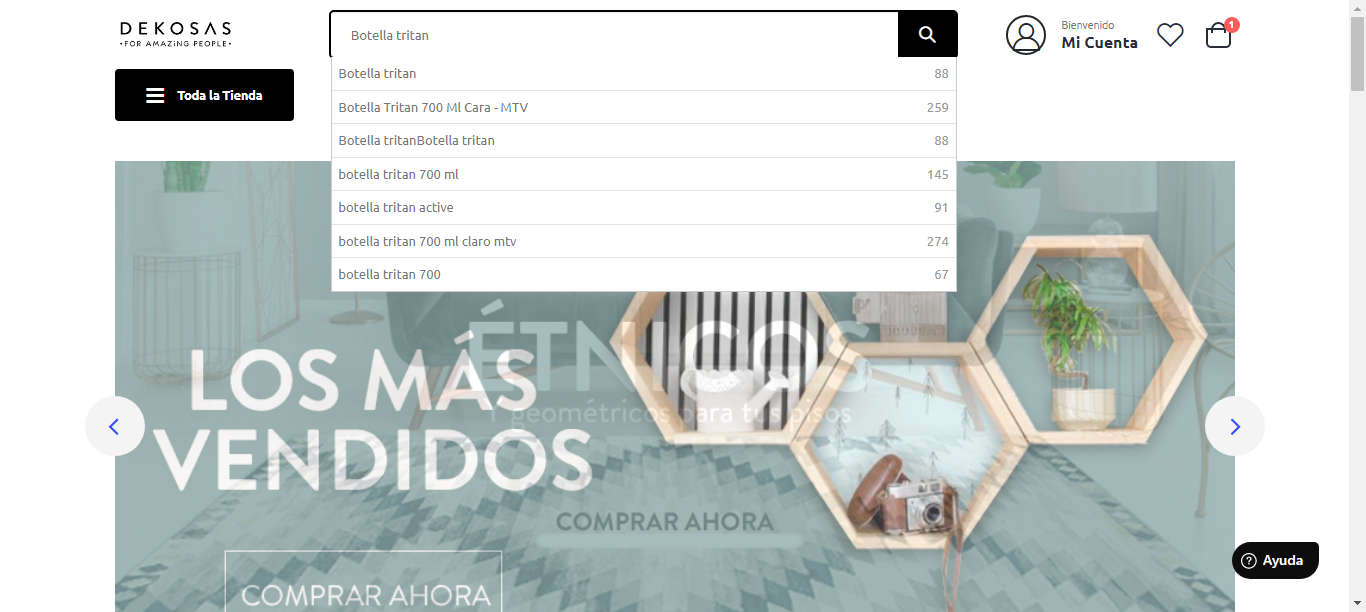 DEKOSAS
•FOR AMAZING PEOPLE•
Botella tritan
Bienvenido
Mi Cuenta
1
Toda la Tienda
Botella tritan 88
Botella Tritan 700 Ml Cara - MTV 259
Botella tritanBotella tritan 88
botella tritan 700 ml 145
botella tritan active 91
botella tritan 700 ml claro mtv 274
botella tritan 700 67
ÉTNICOS
Y geométricos para tus pisos
COMPRAR AHORA
LOS MÁS
VENDIDOS
COMPRAR AHORA
Ayuda